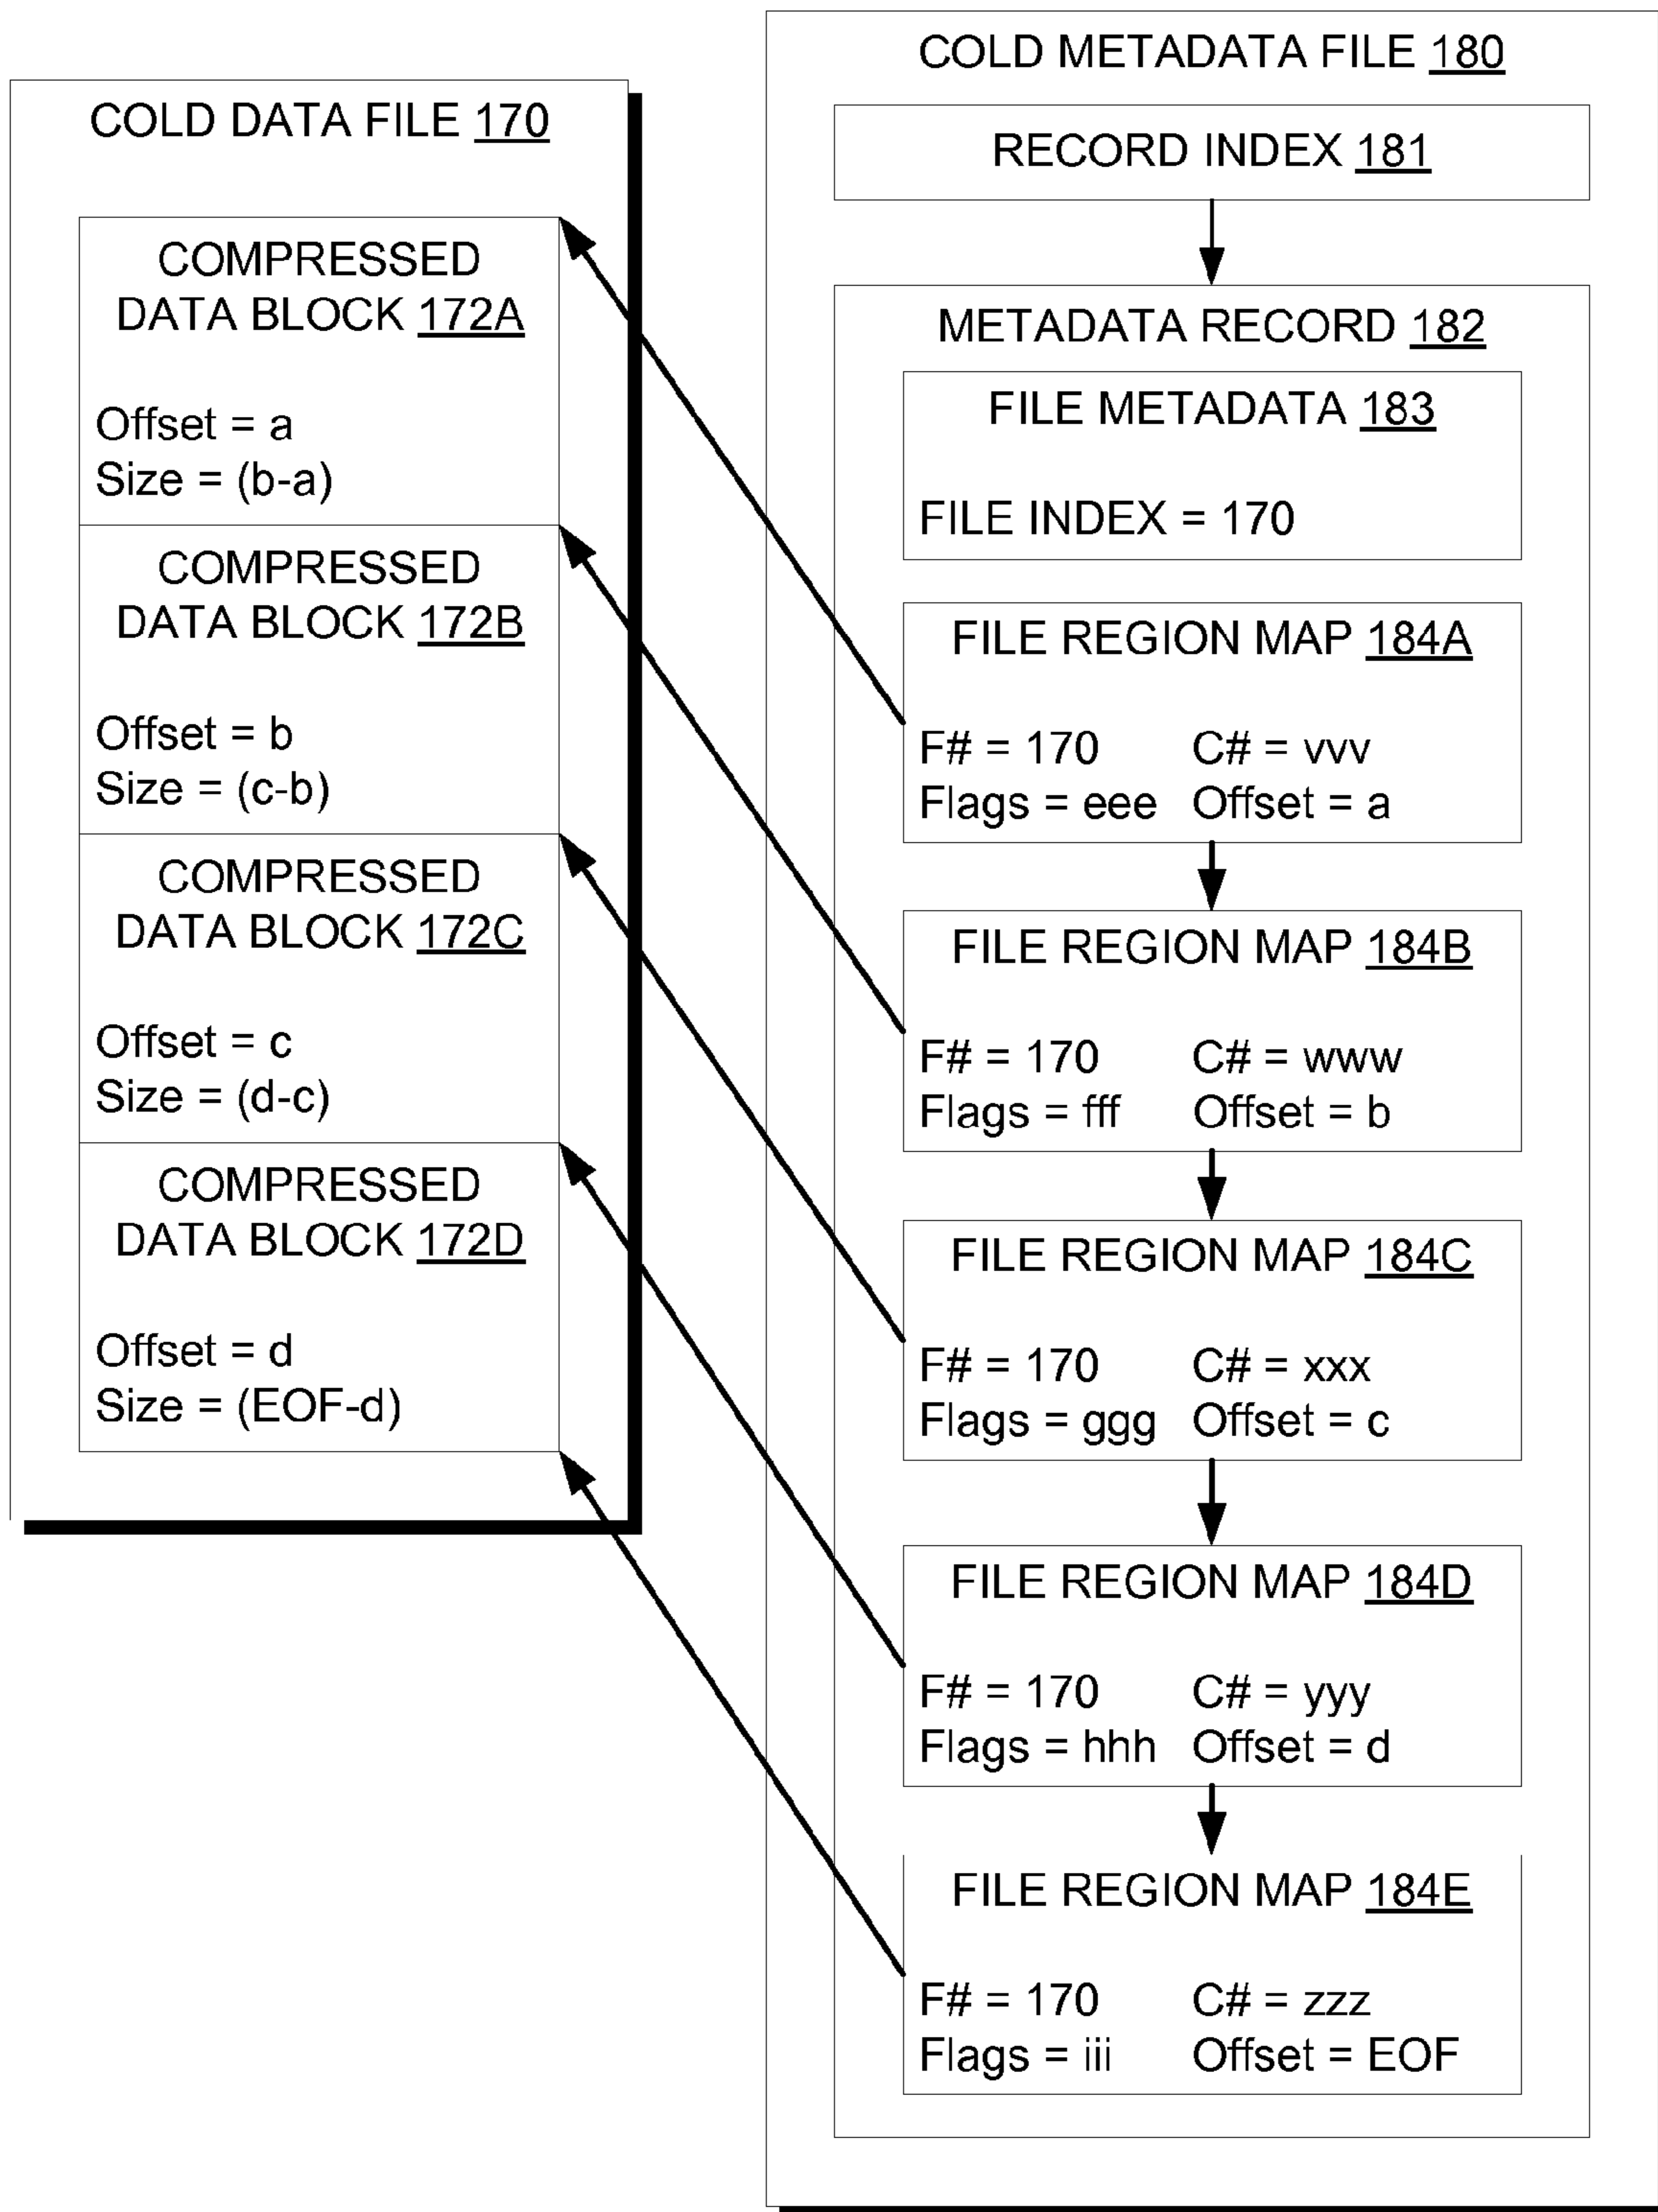 COLD DATA FILE 170
COMPRESSED
DATA BLOCK 172A
Offset = a
Size = (b-a)
COMPRESSED
DATA BLOCK 172B
Offset = b
Size = (c-b)
COMPRESSED
DATA BLOCK 172C
Offset = c
Size = (d-c)
COMPRESSED
DATA BLOCK 172D
Offset = d
Size = (EOF-d)
COLD METADATA FILE 180
RECORD INDEX 181
METADATA RECORD 182
FILE METADATA 183
FILE INDEX = 170
FILE REGION MAP 184A
F# = 170 C# = vvv
Flags = eee Offset = a
FILE REGION MAP 184B
F# = 170 C# = www
Flags = fff Offset = b
FILE REGION MAP 184C
F# = 170 C# = xxx
Flags = ggg Offset = c
FILE REGION MAP 184D
F# = 170 C# = yyy
Flags = hhh Offset = d
FILE REGION MAP 184E
F# = 170 C# = zzz
Flags = iii Offset = EOF